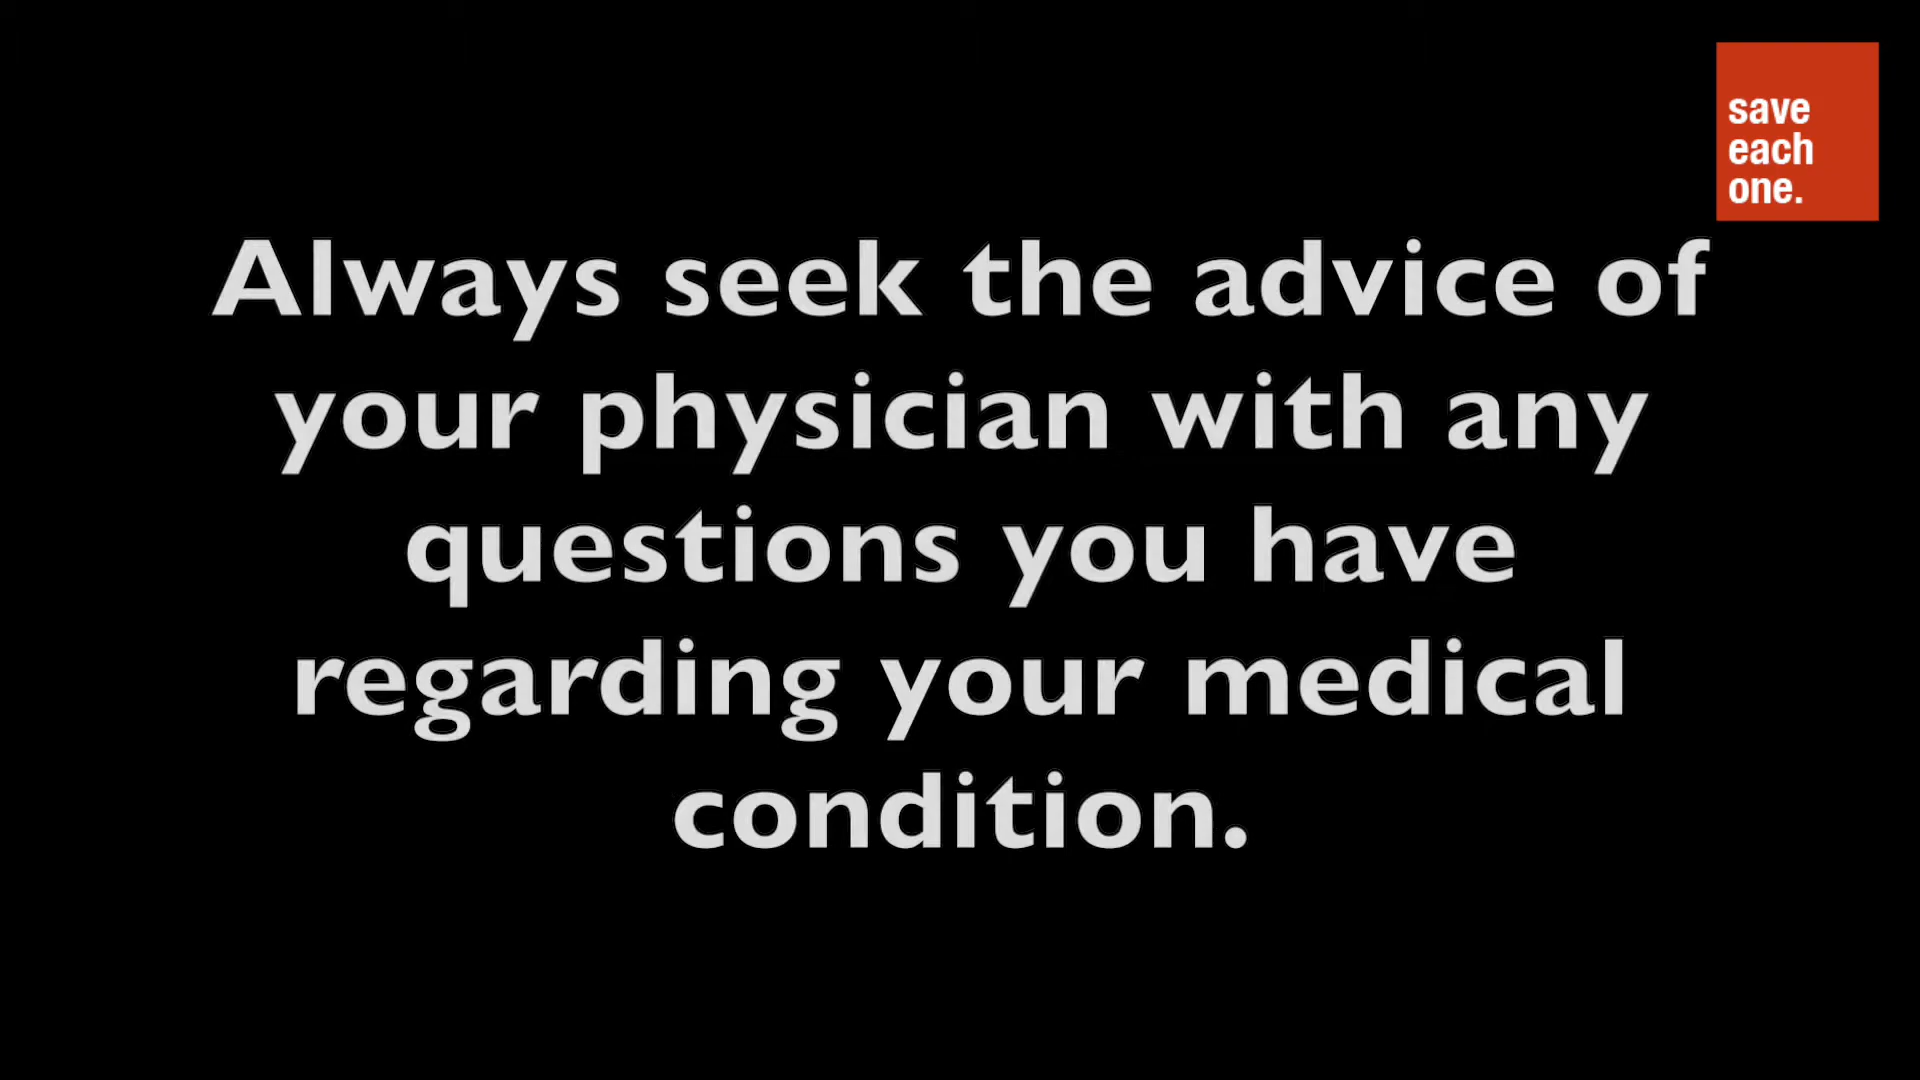 save
each
one.
Always seek the advice of
your physician with any
questions you have
regarding your medical
condition.